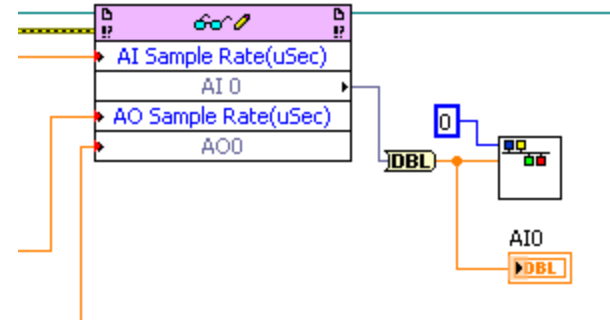 !? !?
AI Sample Rate(uSec)
AI 0
AO Sample Rate(uSec)
AO0
0
DBL
AI0
DBL